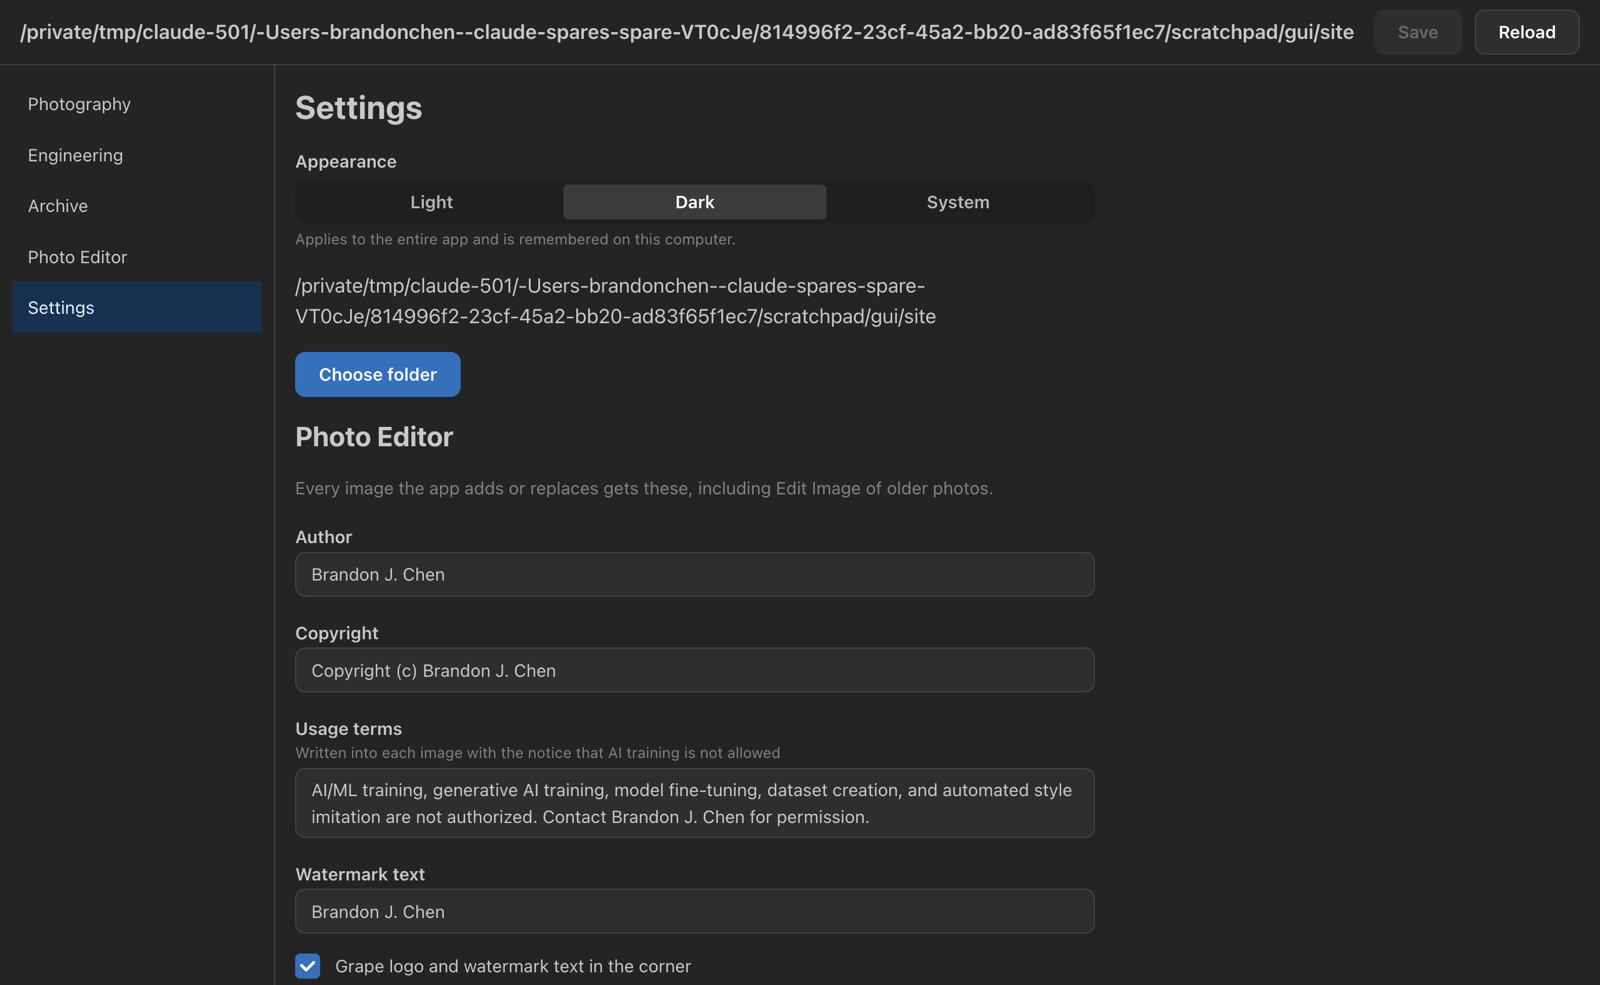 /private/tmp/claude-501/-Users-brandonchen--claude-spares-spare-VT0cJe/814996f2-23cf-45a2-bb20-ad83f65f1ec7/scratchpad/gui/site
Save
Reload
Photography
Engineering
Archive
Photo Editor
Settings
Settings
Appearance
Light
Dark
System
Applies to the entire app and is remembered on this computer.
/private/tmp/claude-501/-Users-brandonchen--claude-spares-spare-
VT0cJe/814996f2-23cf-45a2-bb20-ad83f65f1ec7/scratchpad/gui/site
Choose folder
Photo Editor
Every image the app adds or replaces gets these, including Edit Image of older photos.
Author
Brandon J. Chen
Copyright
Copyright (c) Brandon J. Chen
Usage terms
Written into each image with the notice that AI training is not allowed
AI/ML training, generative AI training, model fine-tuning, dataset creation, and automated style
imitation are not authorized. Contact Brandon J. Chen for permission.
Watermark text
Brandon J. Chen
Grape logo and watermark text in the corner